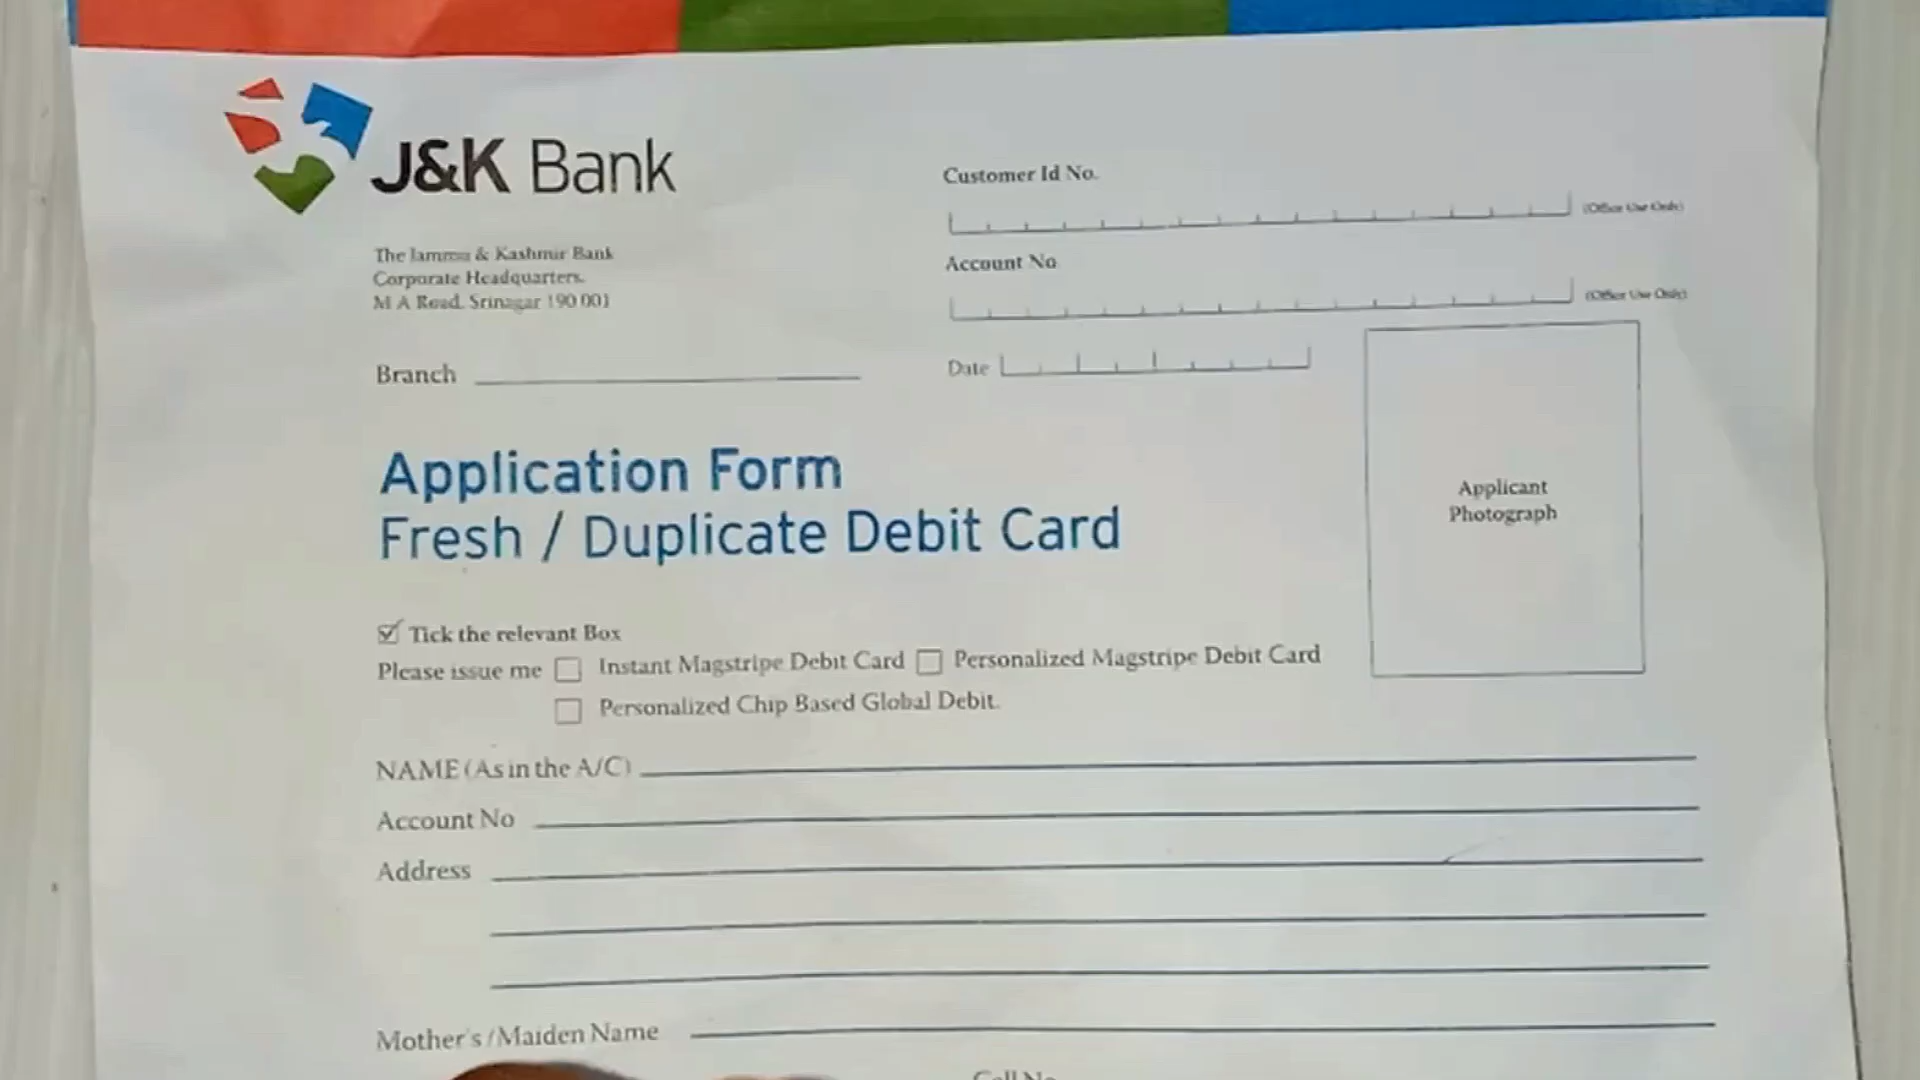 J&K Bank
The Jammu & Kashmir Bank
Corporate Headquarters.
M A Road, Srinagar 190 001
Customer Id No.
(Office Use Only)
Account No
(Office Use Only)
Branch
Date
Applicant
Photograph
Application Form
Fresh / Duplicate Debit Card
Tick the relevant Box
Please issue me Instant Magstripe Debit Card Personalized Magstripe Debit Card
Personalized Chip Based Global Debit.
NAME (As in the A/C)
Account No
Address
Mother's /Maiden Name